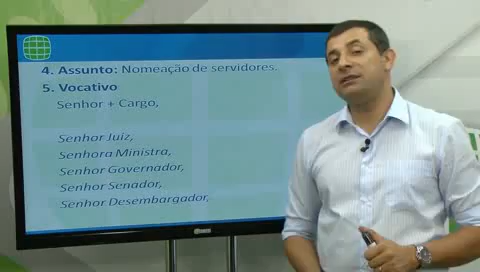 4. Assunto: Nomeação de servidores.
5. Vocativo
Senhor + Cargo,
Senhor Juiz,
Senhora Ministra,
Senhor Governador,
Senhor Senador,
Senhor Desembargador,